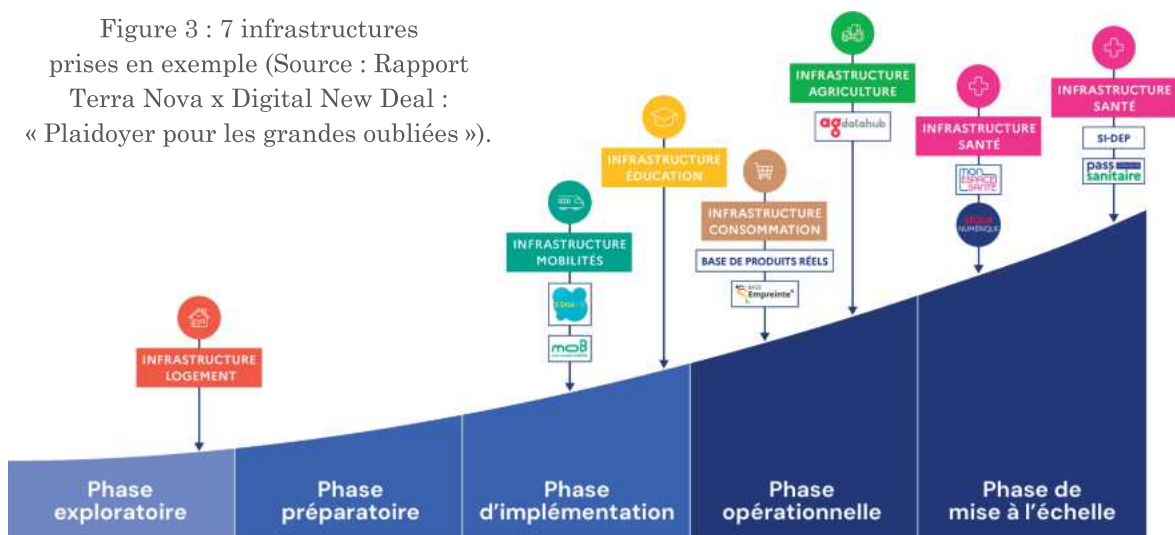 Figure 3 : 7 infrastructures
prises en exemple (Source : Rapport
Terra Nova x Digital New Deal :
« Plaidoyer pour les grandes oubliées »).
INFRASTRUCTURE
LOGEMENT
INFRASTRUCTURE
MOBILITÉS
moB
INFRASTRUCTURE
ÉDUCATION
INFRASTRUCTURE
CONSOMMATION
BASE DE PRODUITS RÉELS
BASE
Empreinte®
INFRASTRUCTURE
AGRICULTURE
agdatahub
INFRASTRUCTURE
SANTÉ
mon
ESPACE
SANTÉ
SÉGUR
NUMÉRIQUE
INFRASTRUCTURE
SANTÉ
SI-DEP
pass
sanitaire
Phase
exploratoire
Phase
préparatoire
Phase
d'implémentation
Phase
opérationnelle
Phase de
mise à l'échelle